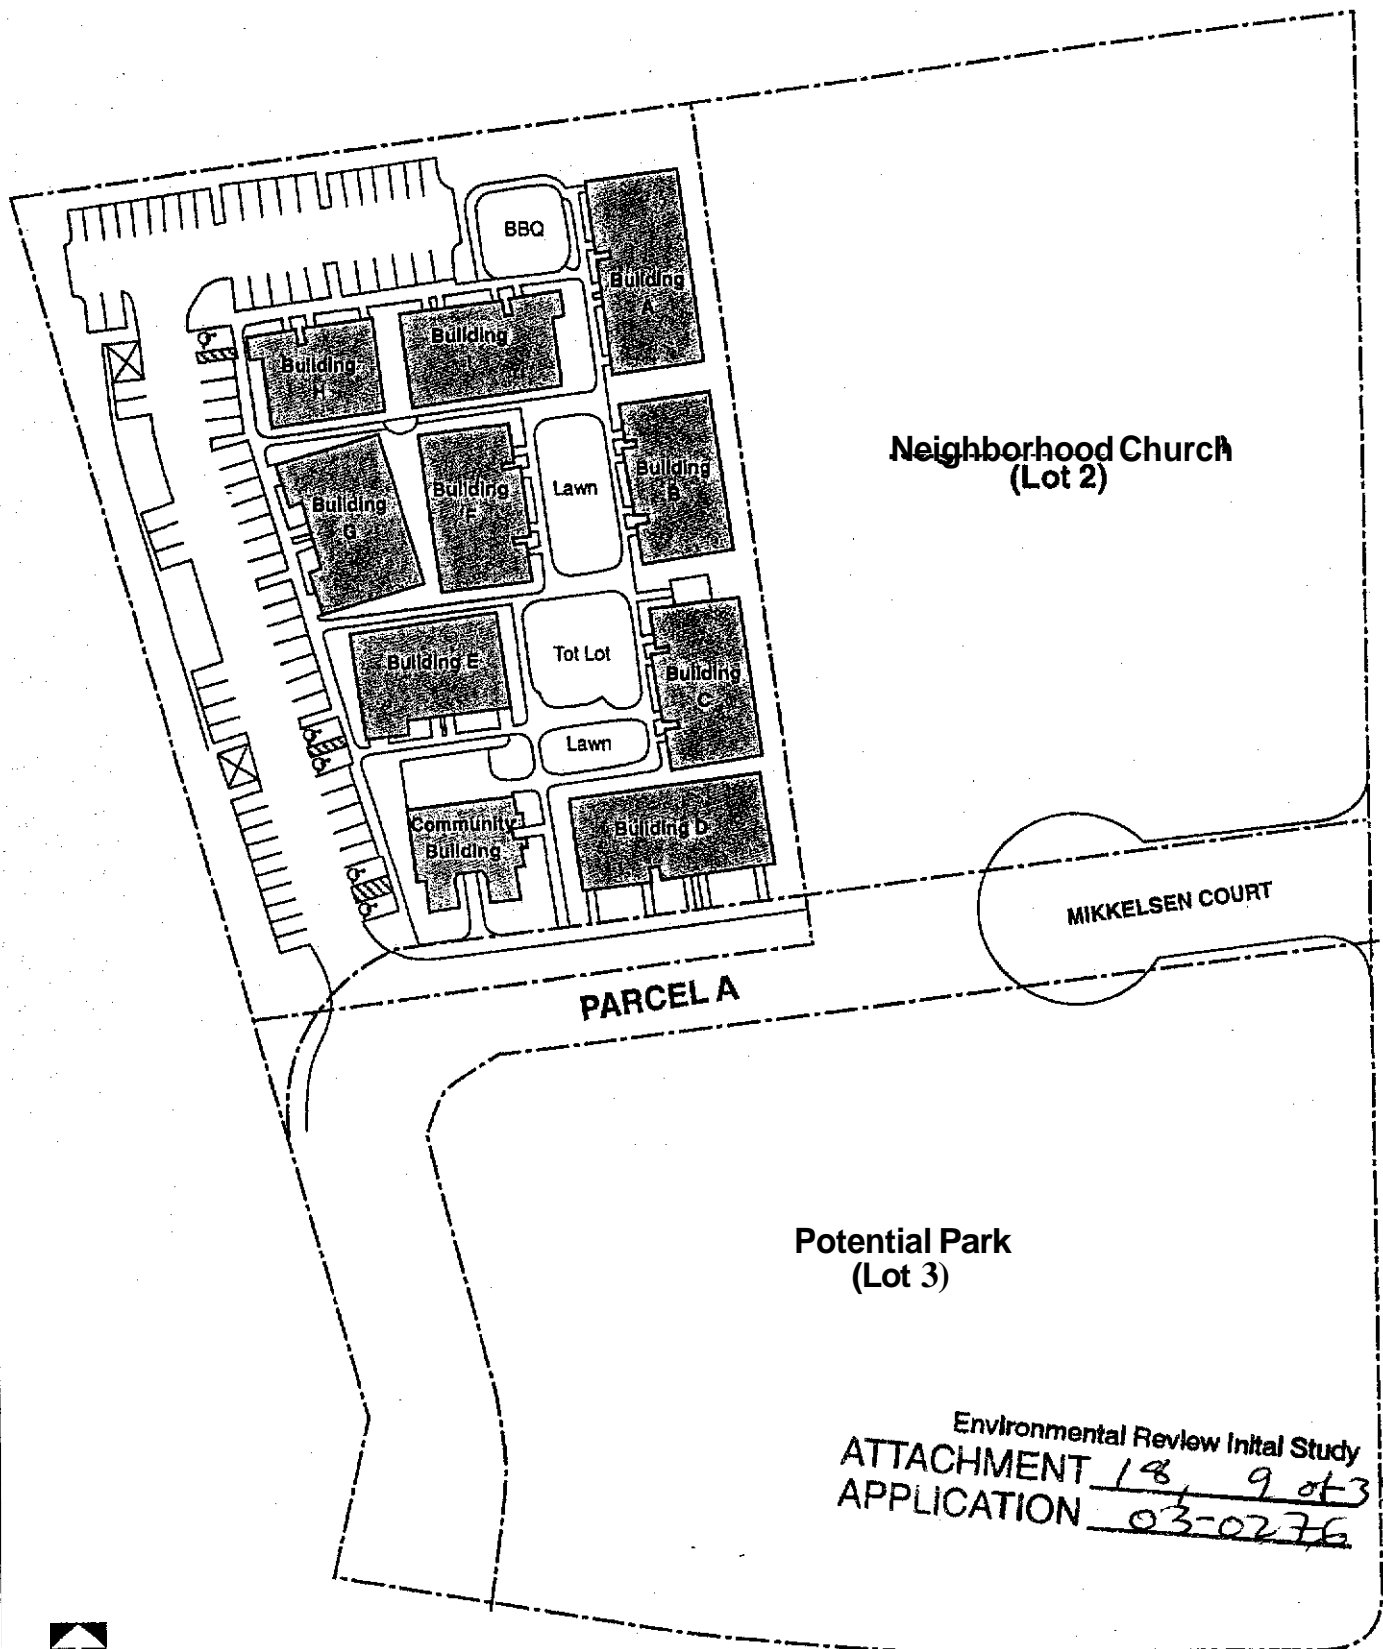 BBQ
Building
A
Building
I
Building
H
Building
B
Building
F
Building
G
Lawn
Neighborhood Church
(Lot 2)
Building E
Tot Lot
Building
C
Lawn
Community
Building
Building D
MIKKELSEN COURT
PARCEL A
Potential Park
(Lot 3)
Environmental Review Inital Study
ATTACHMENT 18, 9 of 3
APPLICATION 03-0276